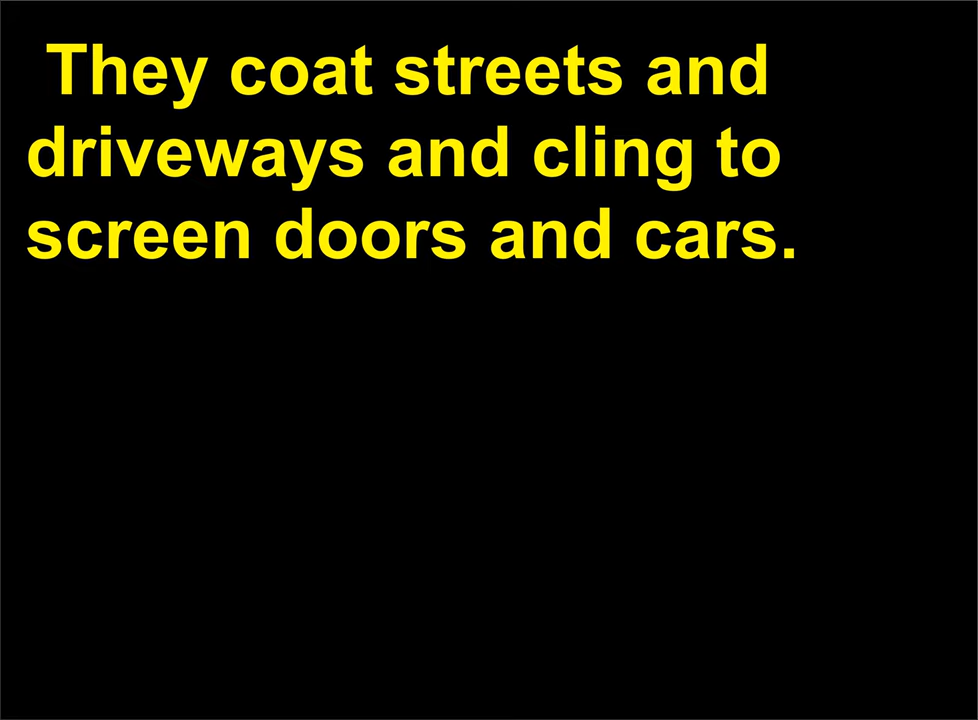 They coat streets and
driveways and cling to
screen doors and cars.